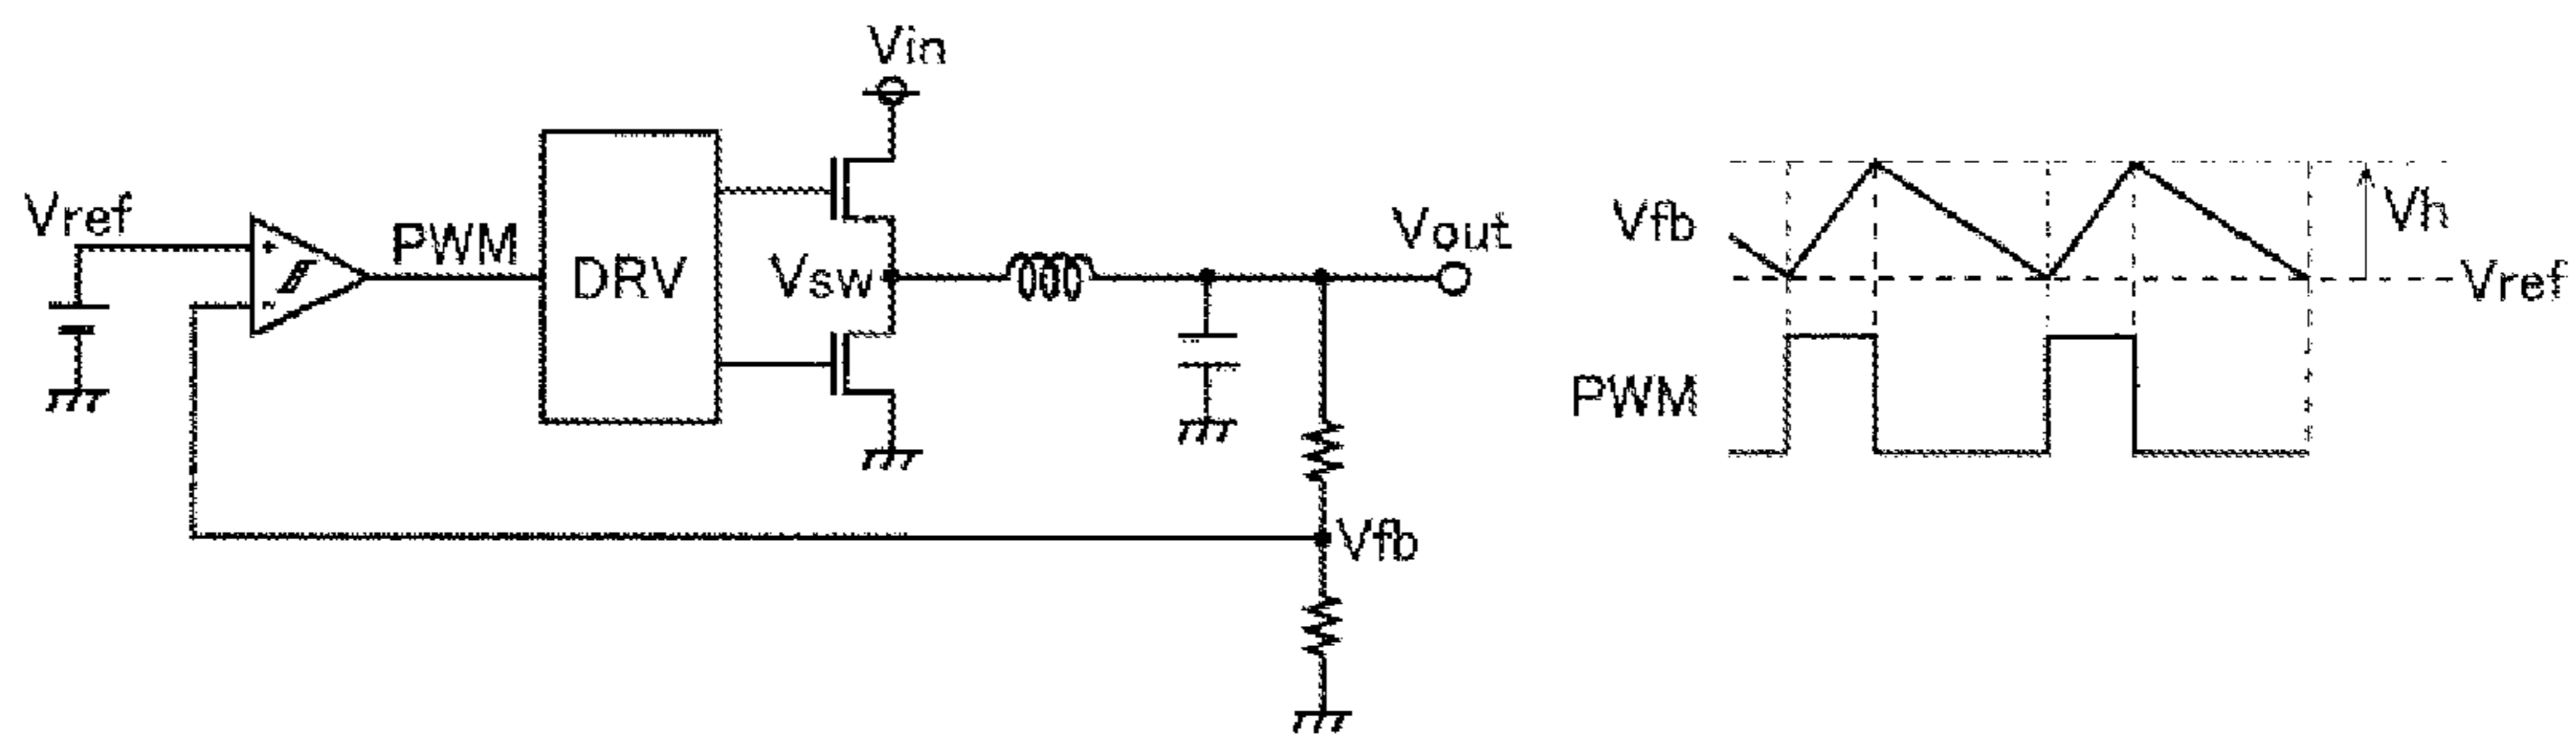 Vin
Vref
+
-
PWM
DRV
Vsw
Vout
Vfb
Vfb
Vh
Vref
PWM